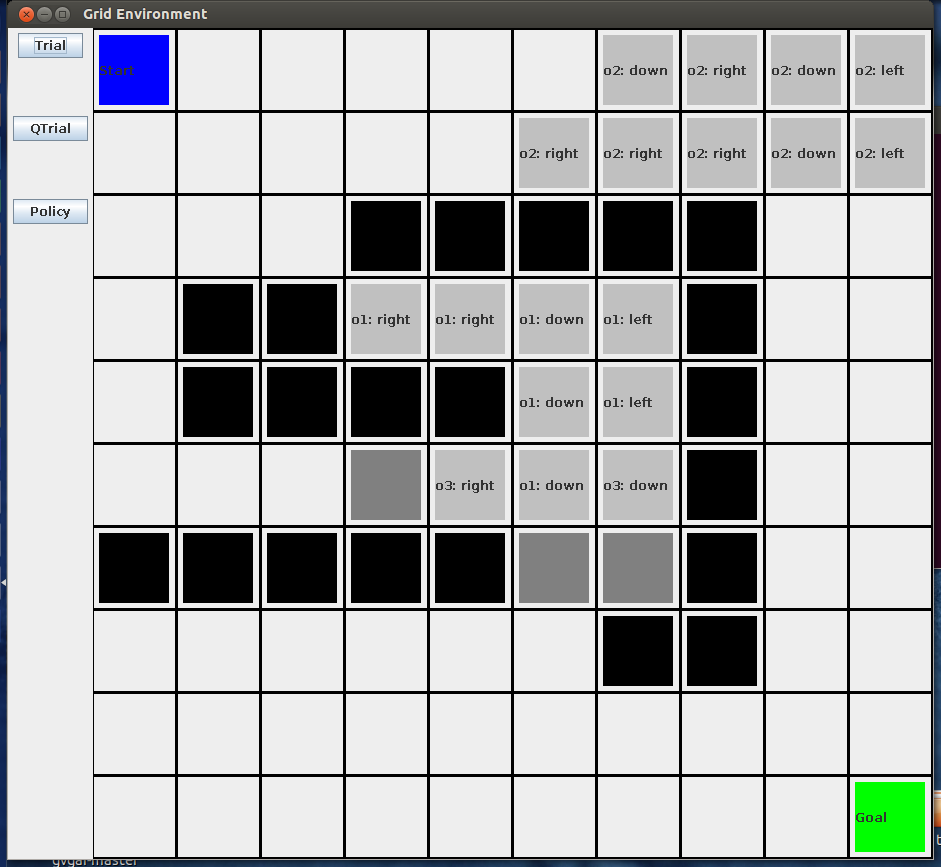 Grid Environment
Trial
Start
o2: down
o2: right
o2: down
o2: left
QTrial
o2: right
o2: right
o2: right
o2: down
o2: left
Policy
o1: right
o1: right
o1: down
o1: left
o1: down
o1: left
o3: right
o1: down
o3: down
Goal
gvgai-master